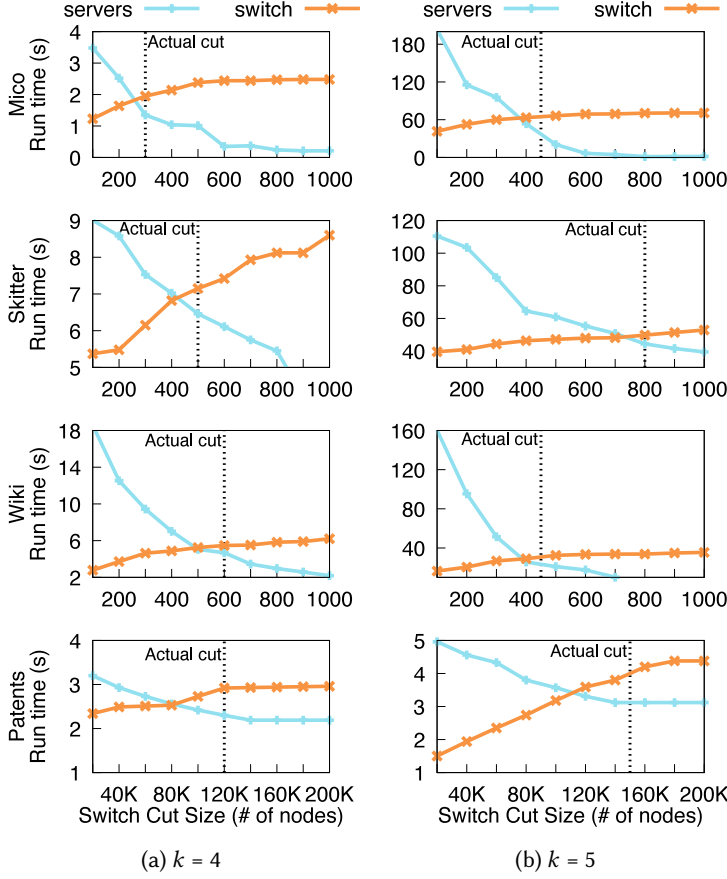 servers switch servers switch
Mico
Run time (s)
4
3
2
1
0
Actual cut
200 400 600 800 1000
180
120
60
0
Actual cut
200 400 600 800 1000
Skitter
Run time (s)
9
8
7
6
5
Actual cut
200 400 600 800 1000
120
100
80
60
40
Actual cut
200 400 600 800 1000
Wiki
Run time (s)
18
14
10
6
2
Actual cut
200 400 600 800 1000
160
120
80
40
Actual cut
200 400 600 800 1000
Patents
Run time (s)
4
3
2
1
Actual cut
40K 80K 120K 160K 200K
Switch Cut Size (# of nodes)
5
4
3
2
1
Actual cut
40K 80K 120K 160K 200K
Switch Cut Size (# of nodes)
(a) k = 4
(b) k = 5